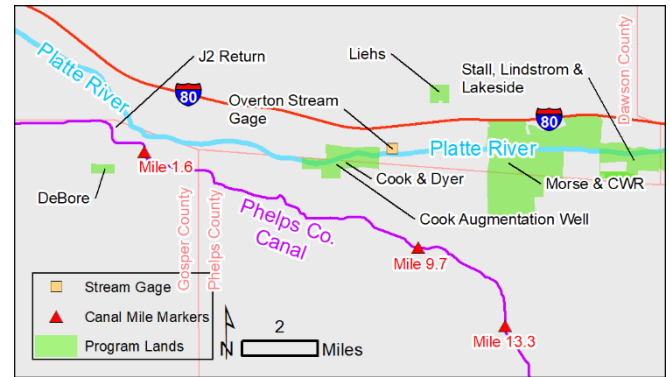 J2 Return
Liehs
Stall, Lindstrom &
Lakeside
Dawson County
Platte River
80
Overton Stream
Gage
80
Platte River
Mile 1.6
DeBore
Cook & Dyer
Morse & CWR
Cook Augmentation Well
Phelps Co.
Canal
Gosper County
Phelps County
Mile 9.7
Mile 13.3
Stream Gage
Canal Mile Markers
Program Lands
N
2
Miles